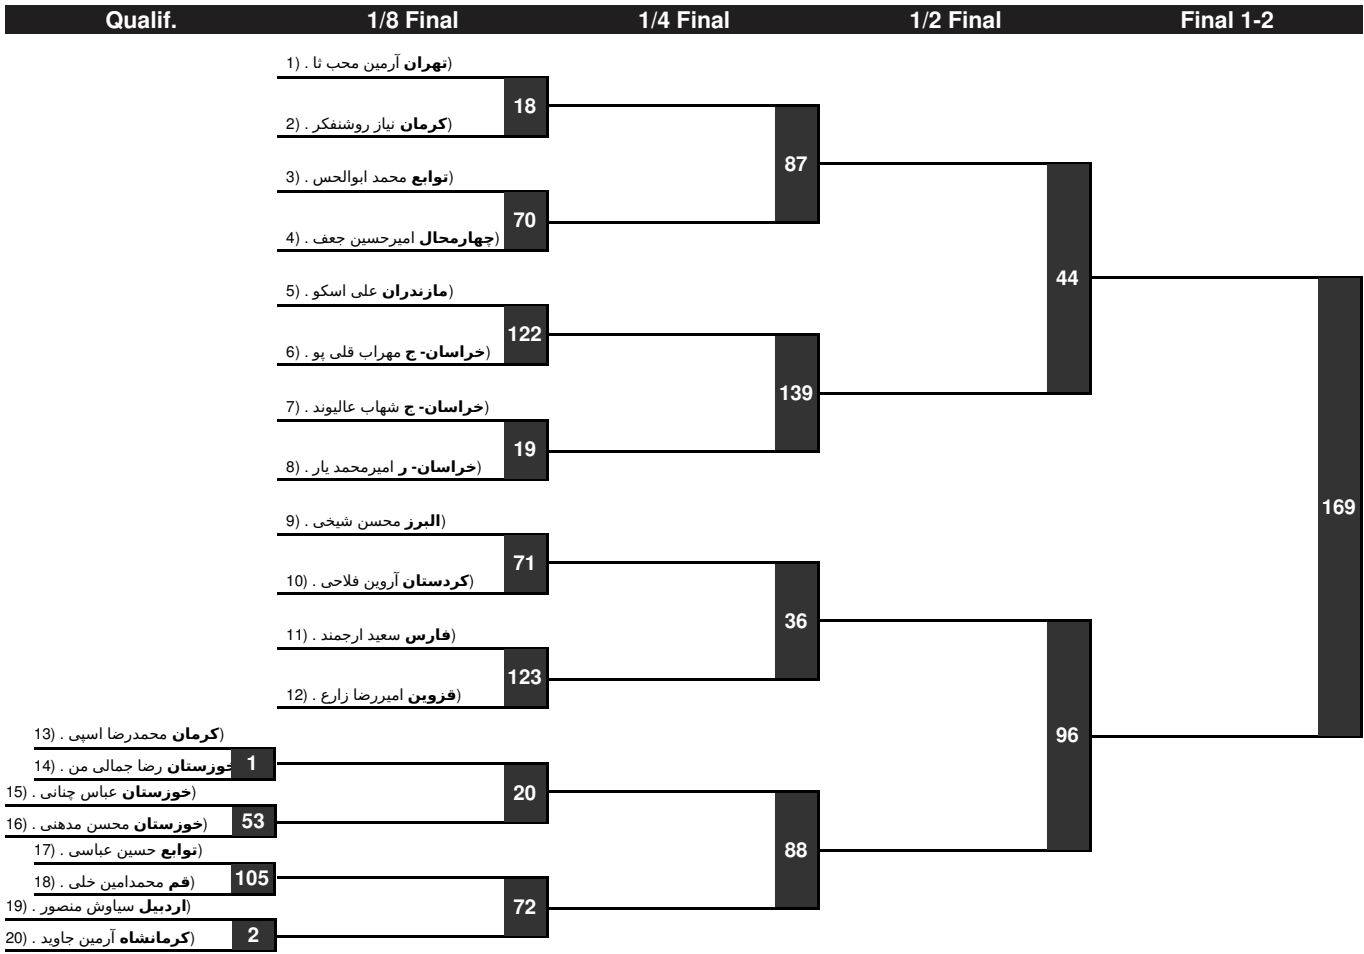 Qualif. 1/8 Final 1/4 Final 1/2 Final Final 1-2
1) . آرمین محب ثا (تهران)
18
2) . نیاز روشنفکر (کرمان)
87
3) . محمد ابوالحس (توابع)
70
4) . امیرحسین جعف (چهارمحال)
44
5) . علی اسکو (مازندران)
122
6) . مهراب قلی پو (خراسان- ج)
139
7) . شهاب عالیوند (خراسان- ج)
19
8) . امیرمحمد یار (خراسان- ر)
169
9) . محسن شیخی (البرز)
71
10) . آروین فلاحی (کردستان)
36
11) . سعید ارجمند (فارس)
123
12) . امیررضا زارع (قزوین)
13) . محمدرضا اسپی (کرمان)
96
14) . رضا جمالی من (خوزستان
1
15) . عباس چنانی (خوزستان)
20
16) . محسن مدهنی (خوزستان)
53
17) . حسین عباسی (توابع)
88
18) . محمدامین خلی (قم)
105
19) . سیاوش منصور (اردبیل)
72
20) . آرمین جاوید (کرمانشاه)
2